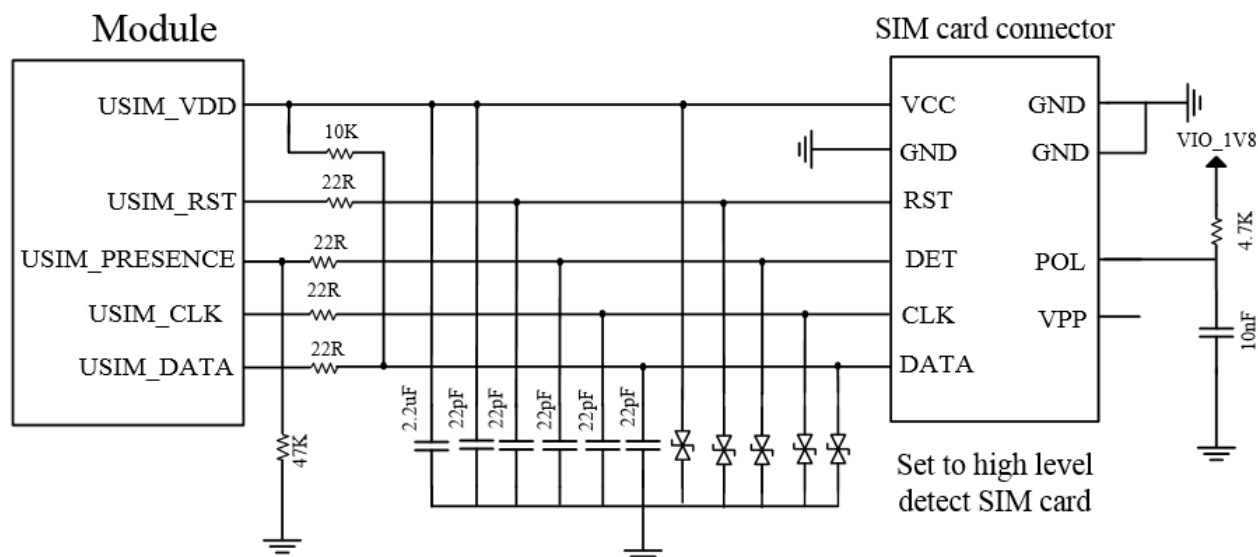 Module
SIM card connector
USIM_VDD
VCC
GND
VIO_1V8
10K
GND
GND
22R
USIM_RST
RST
4.7K
22R
USIM_PRESENCE
DET
POL
22R
USIM_CLK
CLK
VPP
10nF
22R
USIM_DATA
DATA
2.2uF
22pF
22pF
22pF
22pF
22pF
47K
Set to high level
detect SIM card